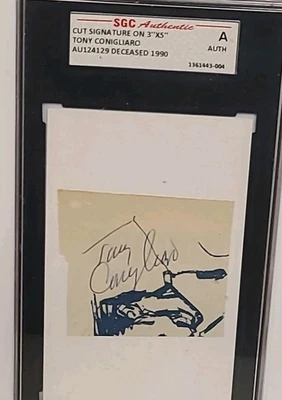 SGC Authentic
CUT SIGNATURE ON 3"X5"
TONY CONIGLIARO
AU124129 DECEASED 1990
A
AUTH
1361443-004
Tony
Conigliaro